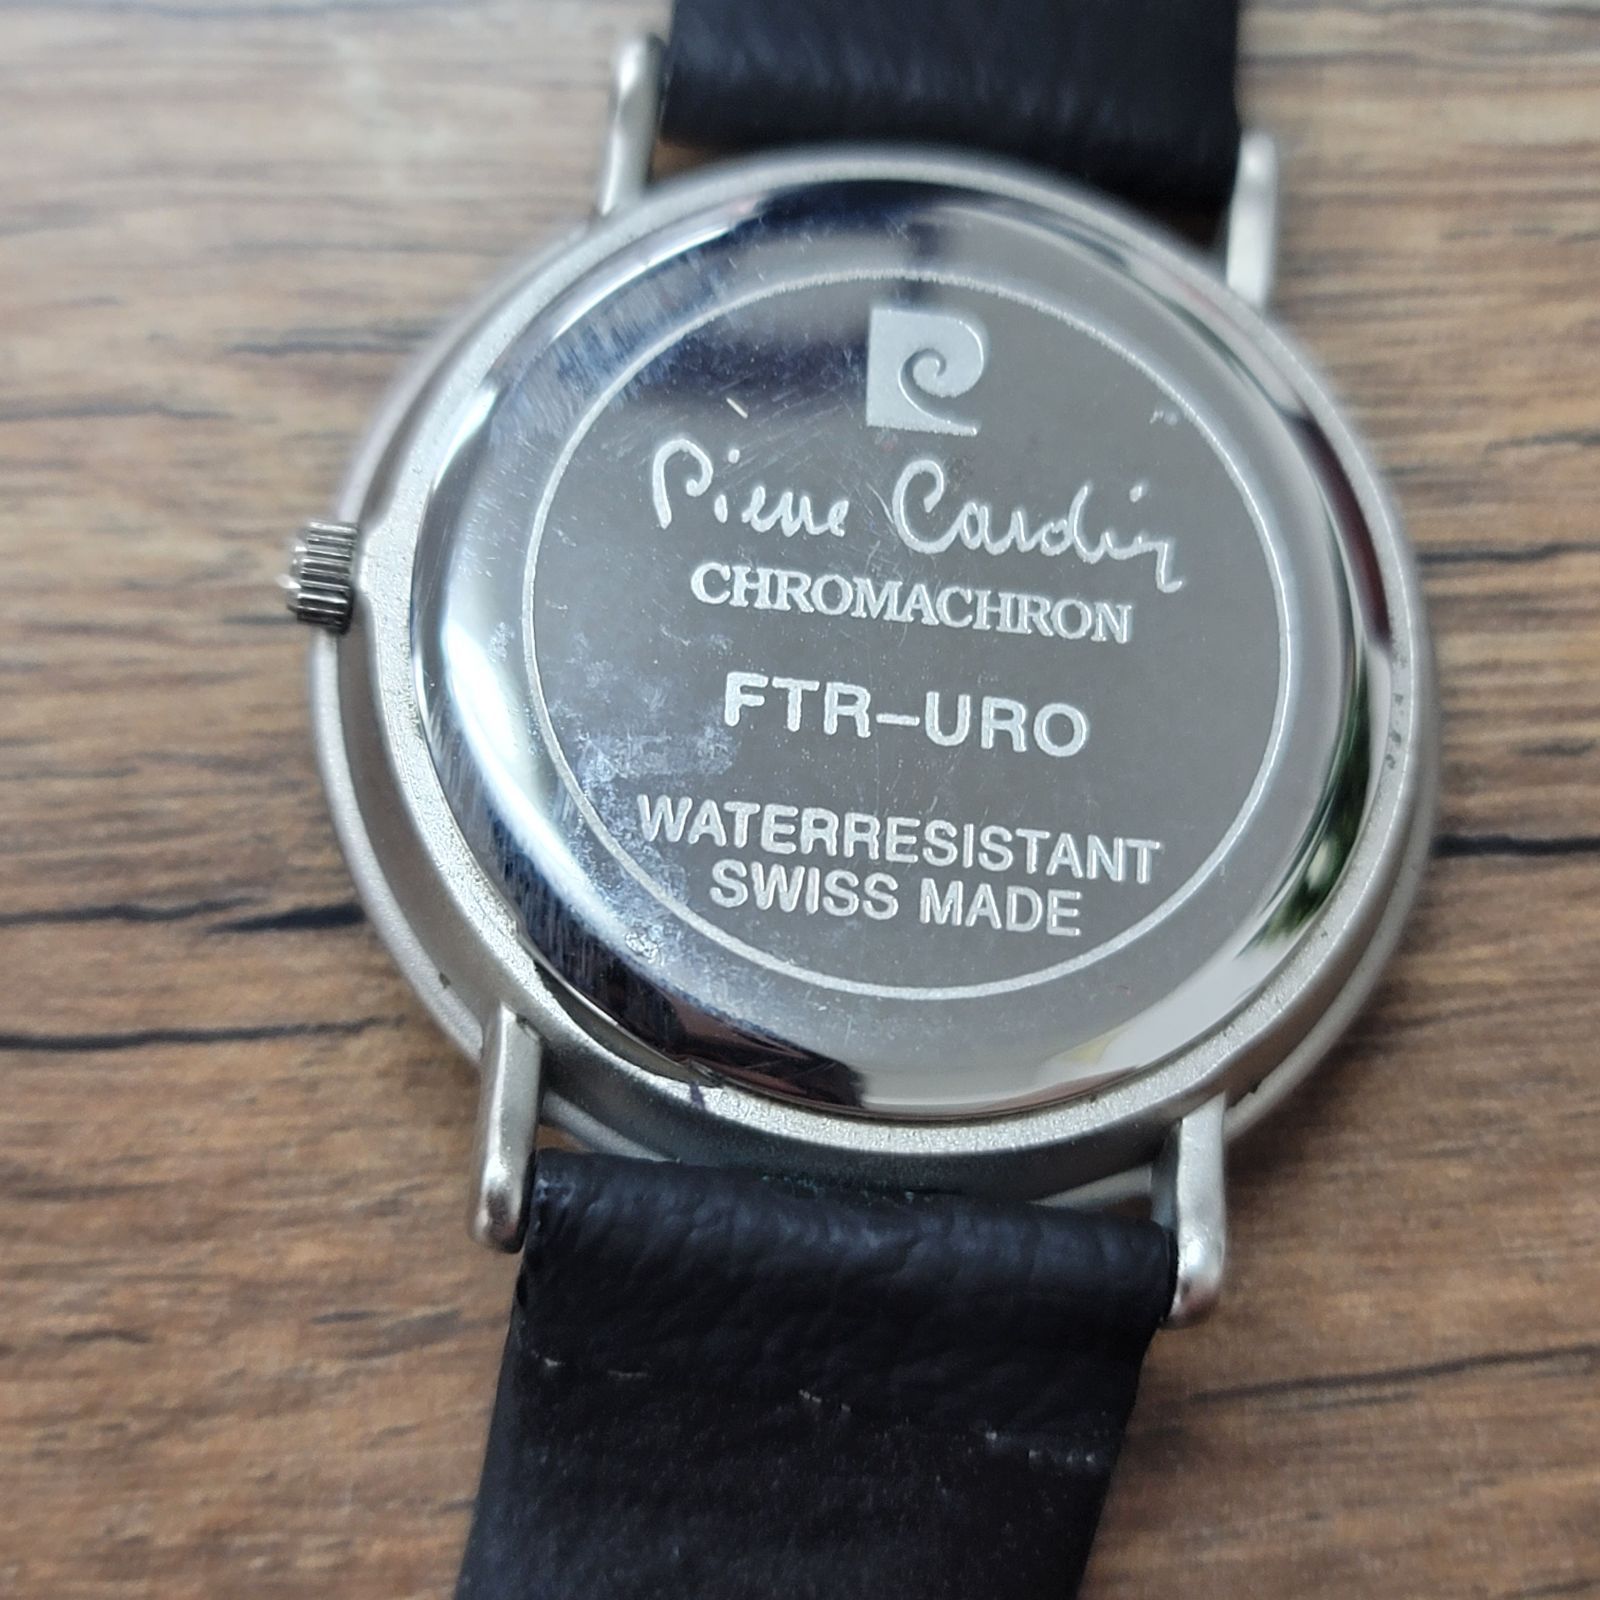 Pierre Cardin
CHROMACHRON
FTR-URO
WATERRESISTANT
SWISS MADE